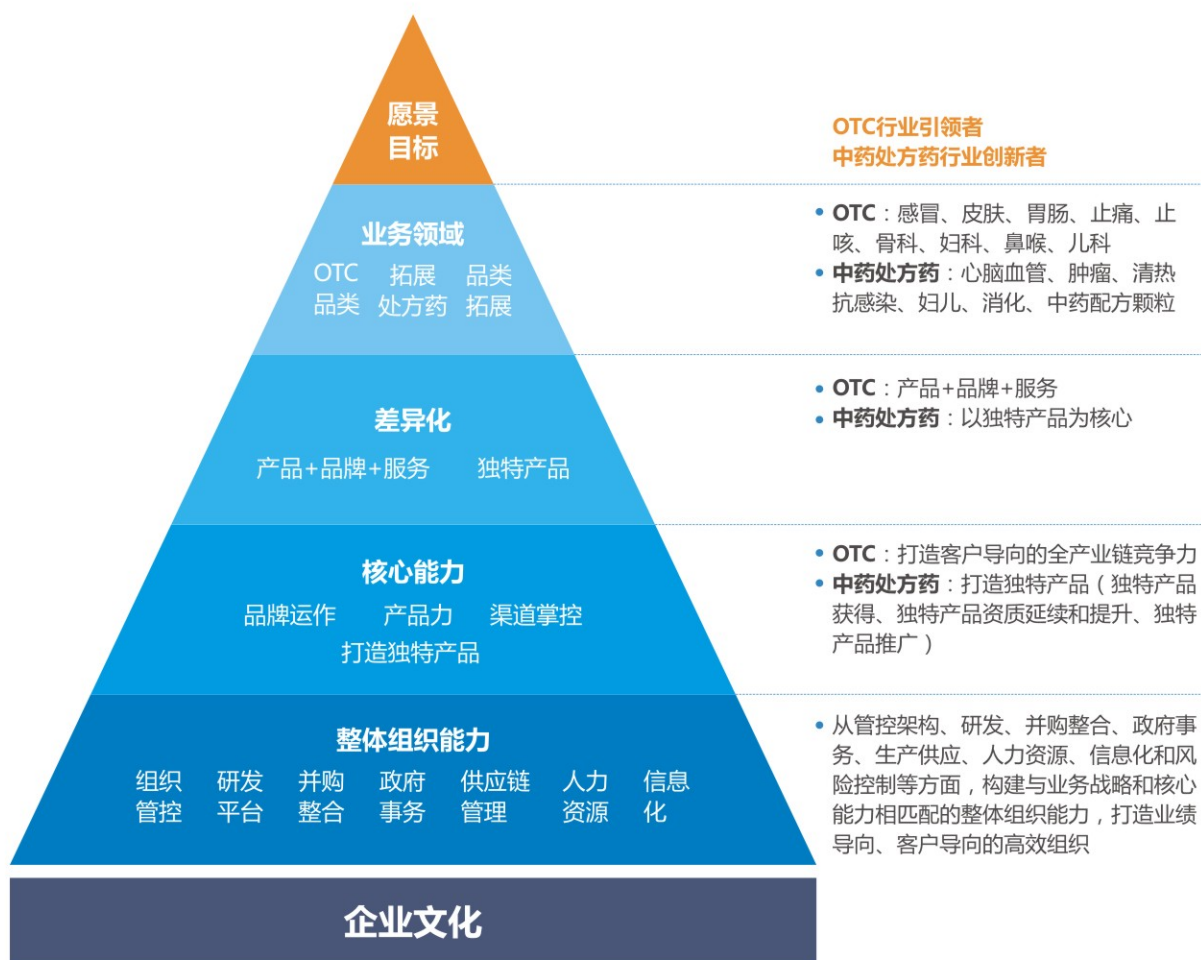 愿景
目标
OTC行业引领者
中药处方药行业创新者
业务领域
OTC 拓展 品类
品类 处方药 拓展
• OTC：感冒、皮肤、胃肠、止痛、止
咳、骨科、妇科、鼻喉、儿科
• 中药处方药：心脑血管、肿瘤、清热
抗感染、妇儿、消化、中药配方颗粒
差异化
产品+品牌+服务 独特产品
• OTC：产品+品牌+服务
• 中药处方药：以独特产品为核心
核心能力
品牌运作 产品力 渠道掌控
打造独特产品
• OTC：打造客户导向的全产业链竞争力
• 中药处方药：打造独特产品（独特产品
获得、独特产品资质延续和提升、独特
产品推广）
整体组织能力
组织 研发 并购 政府 供应链 人力 信息
管控 平台 整合 事务 管理 资源 化
• 从管控架构、研发、并购整合、政府事
务、生产供应、人力资源、信息化和风
险控制等方面，构建与业务战略和核心
能力相匹配的整体组织能力，打造业绩
导向、客户导向的高效组织
企业文化